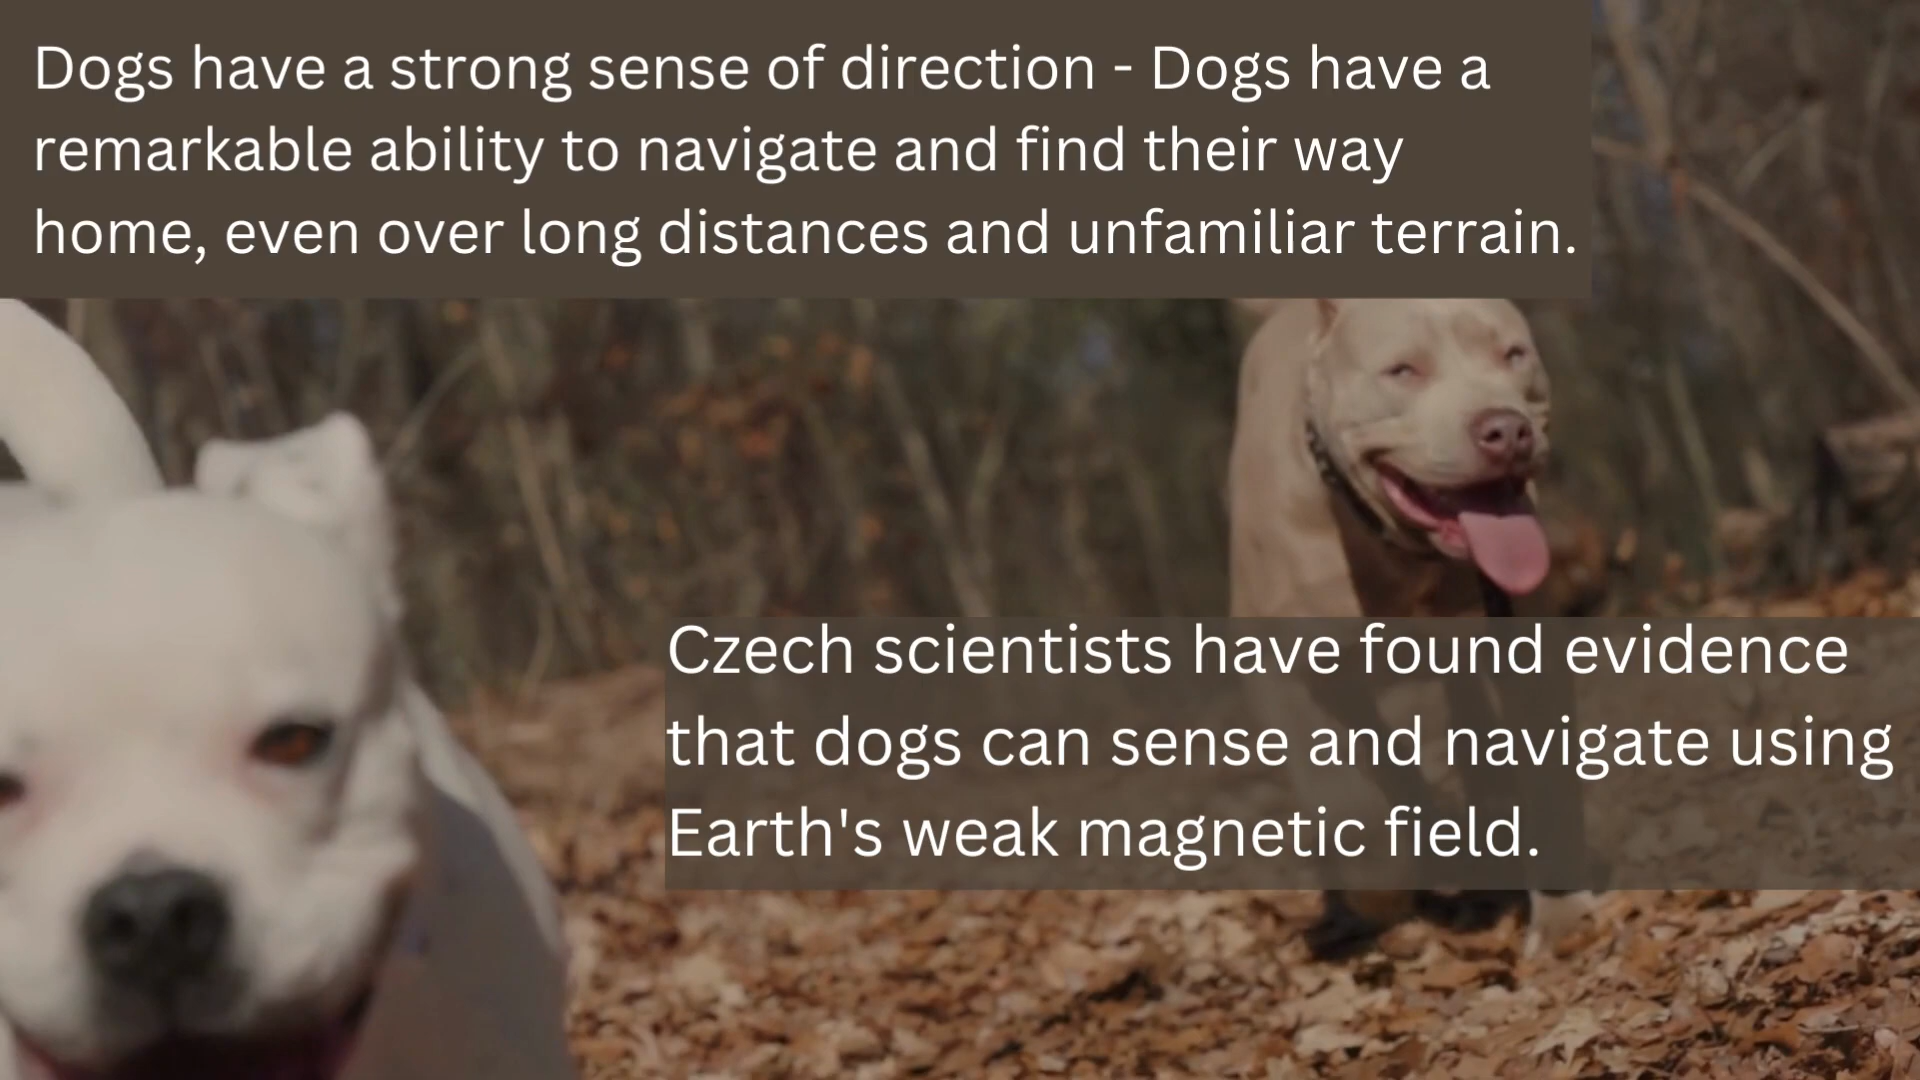 Dogs have a strong sense of direction - Dogs have a
remarkable ability to navigate and find their way
home, even over long distances and unfamiliar terrain.
Czech scientists have found evidence
that dogs can sense and navigate using
Earth's weak magnetic field.